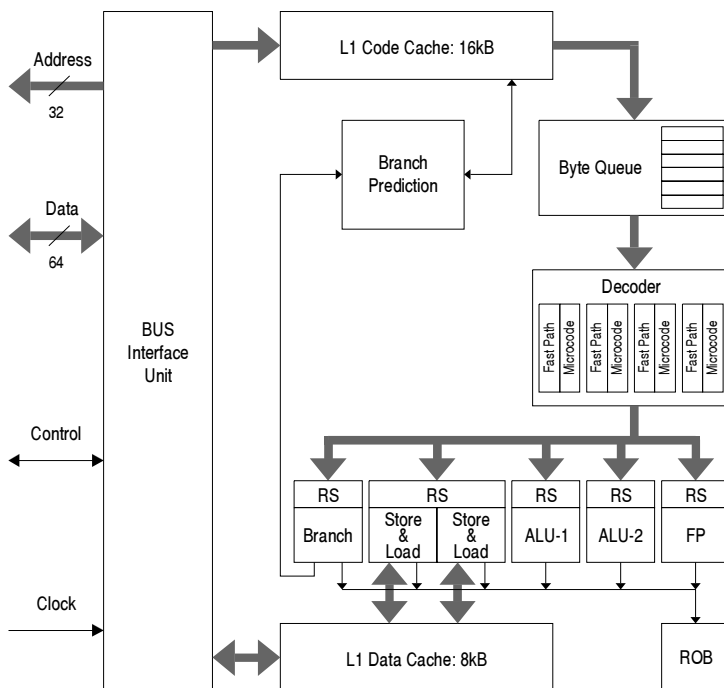 Address
32
Data
64
Control
Clock
BUS
Interface
Unit
L1 Code Cache: 16kB
Branch
Prediction
Byte Queue
Decoder
Fast Path
Microcode
Fast Path
Microcode
Fast Path
Microcode
Fast Path
Microcode
RS
Branch
RS
Store
&
Load
Store
&
Load
RS
ALU-1
RS
ALU-2
RS
FP
L1 Data Cache: 8kB
ROB